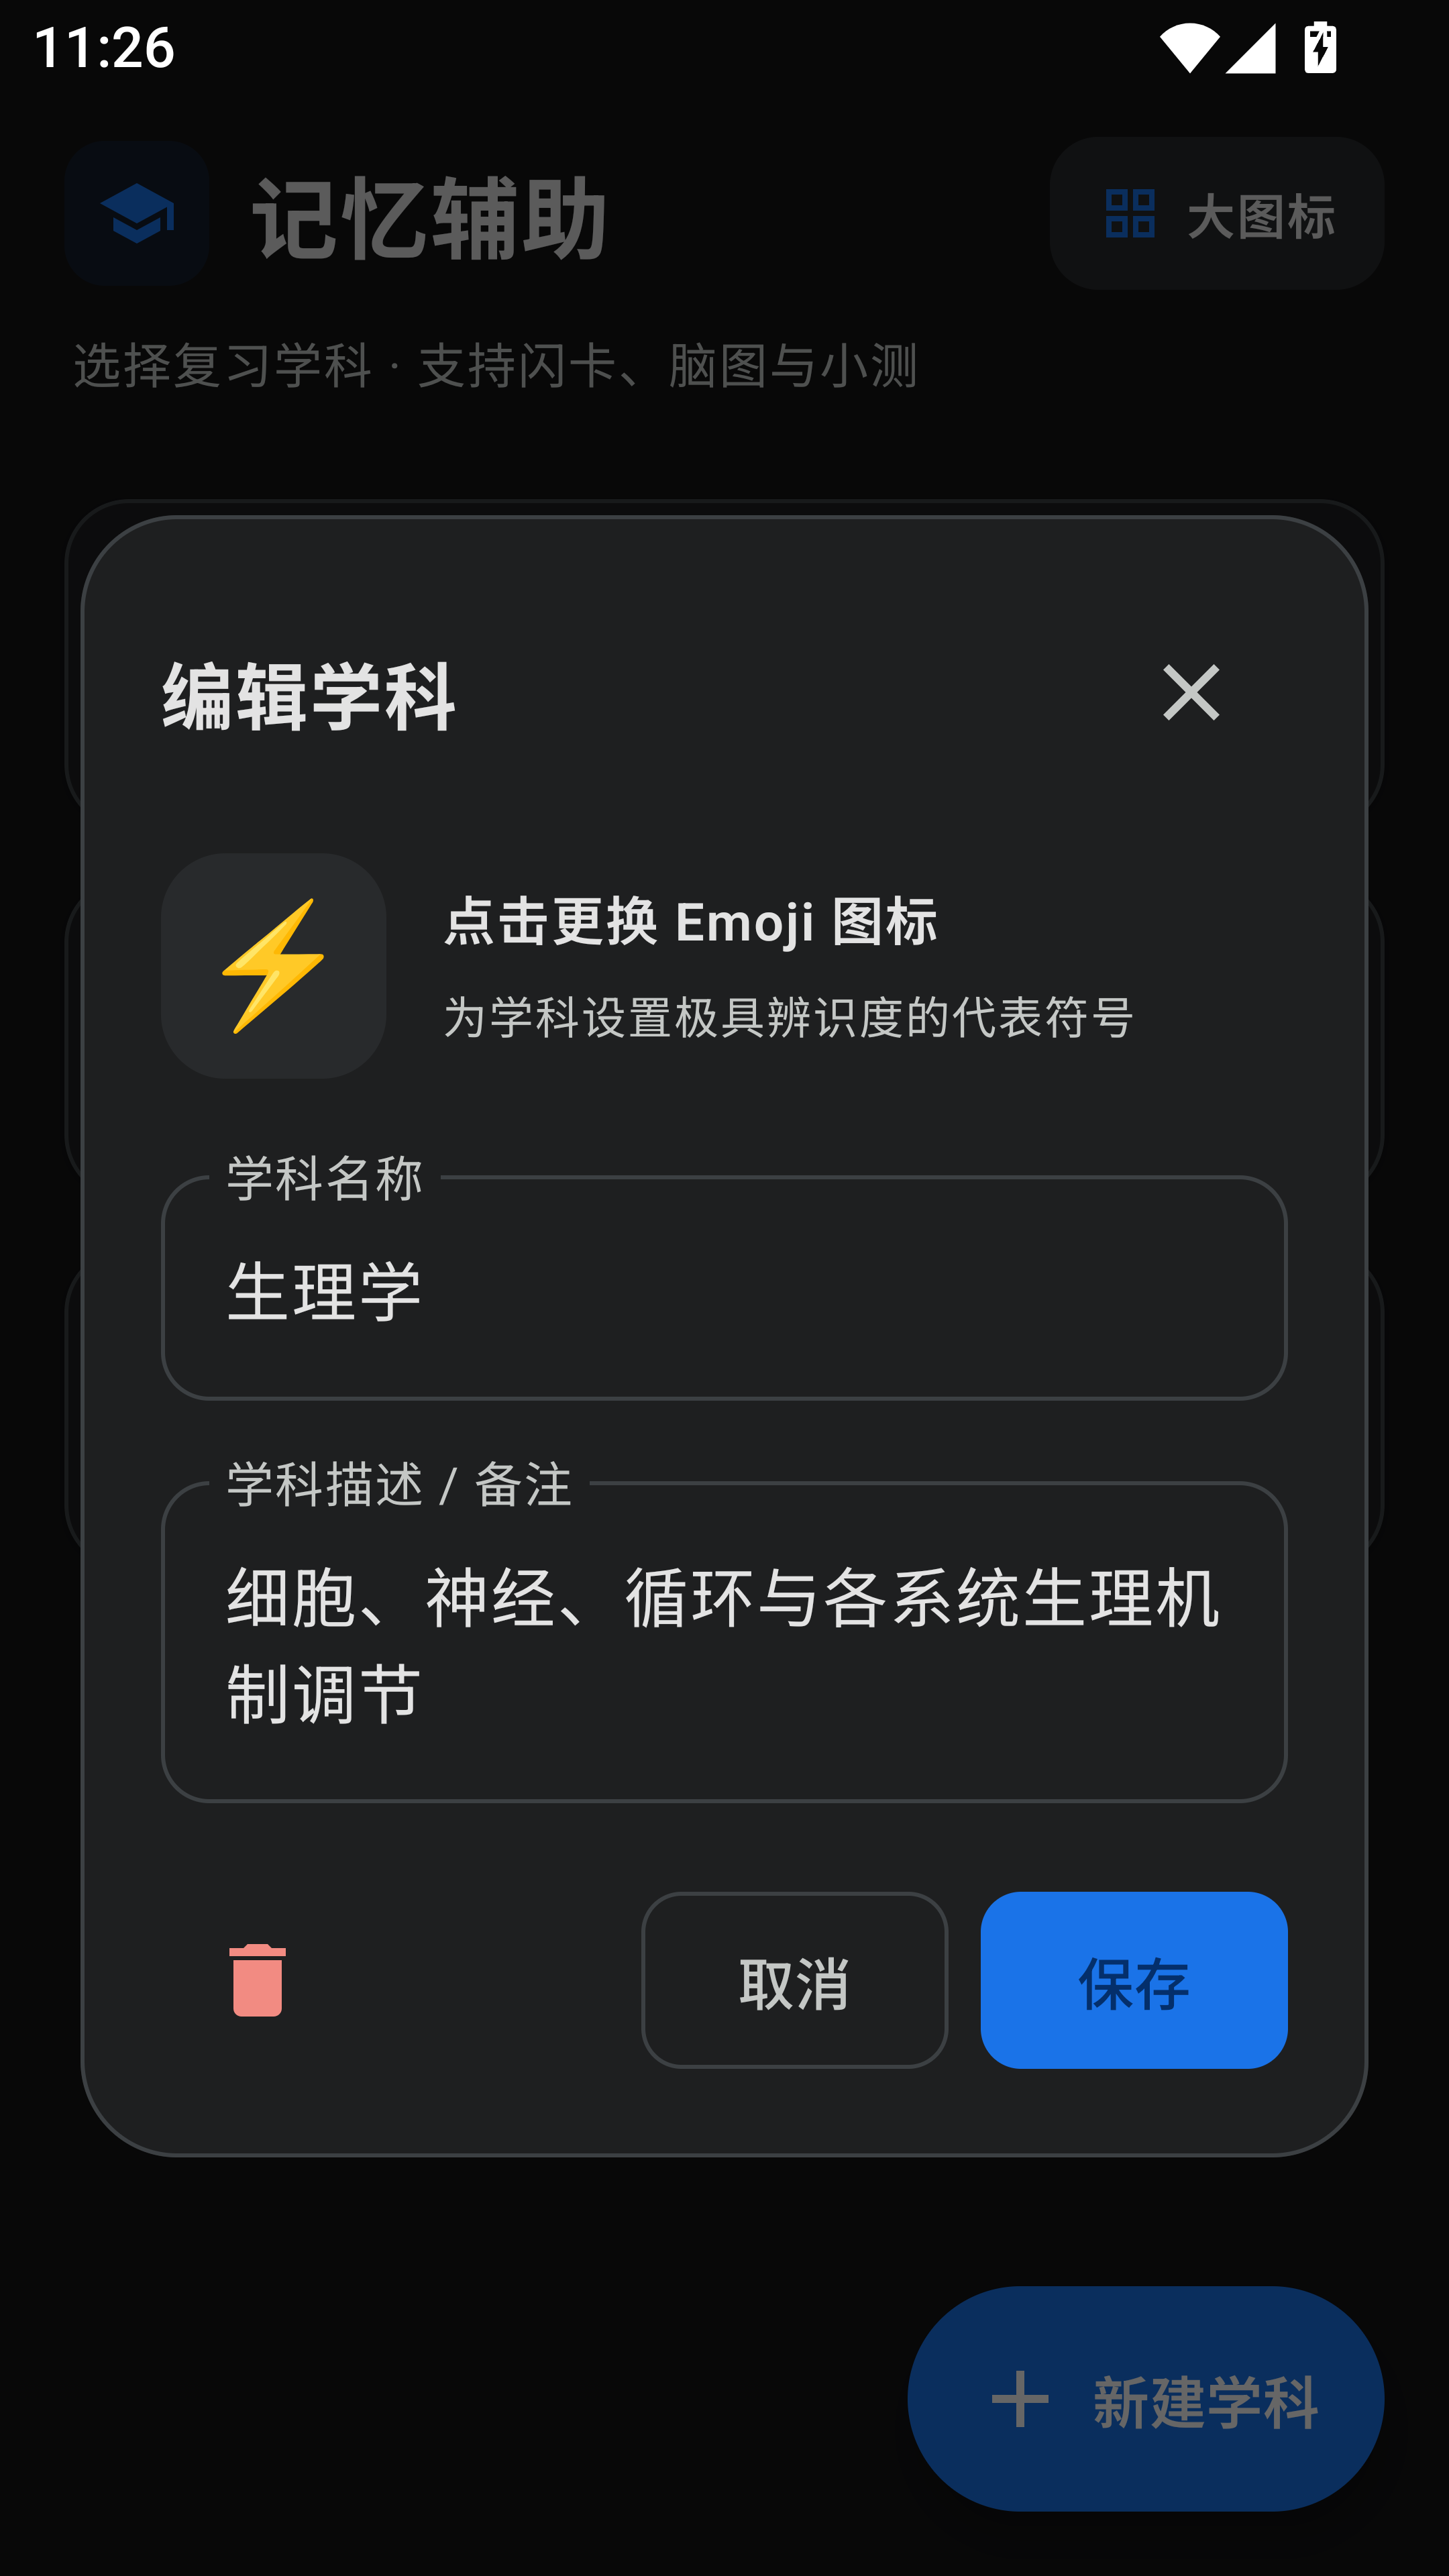 11:26
记忆辅助
大图标
选择复习学科 · 支持闪卡、脑图与小测
编辑学科
点击更换 Emoji 图标
为学科设置极具辨识度的代表符号
学科名称
生理学
学科描述 / 备注
细胞、神经、循环与各系统生理机
制调节
取消
保存
新建学科